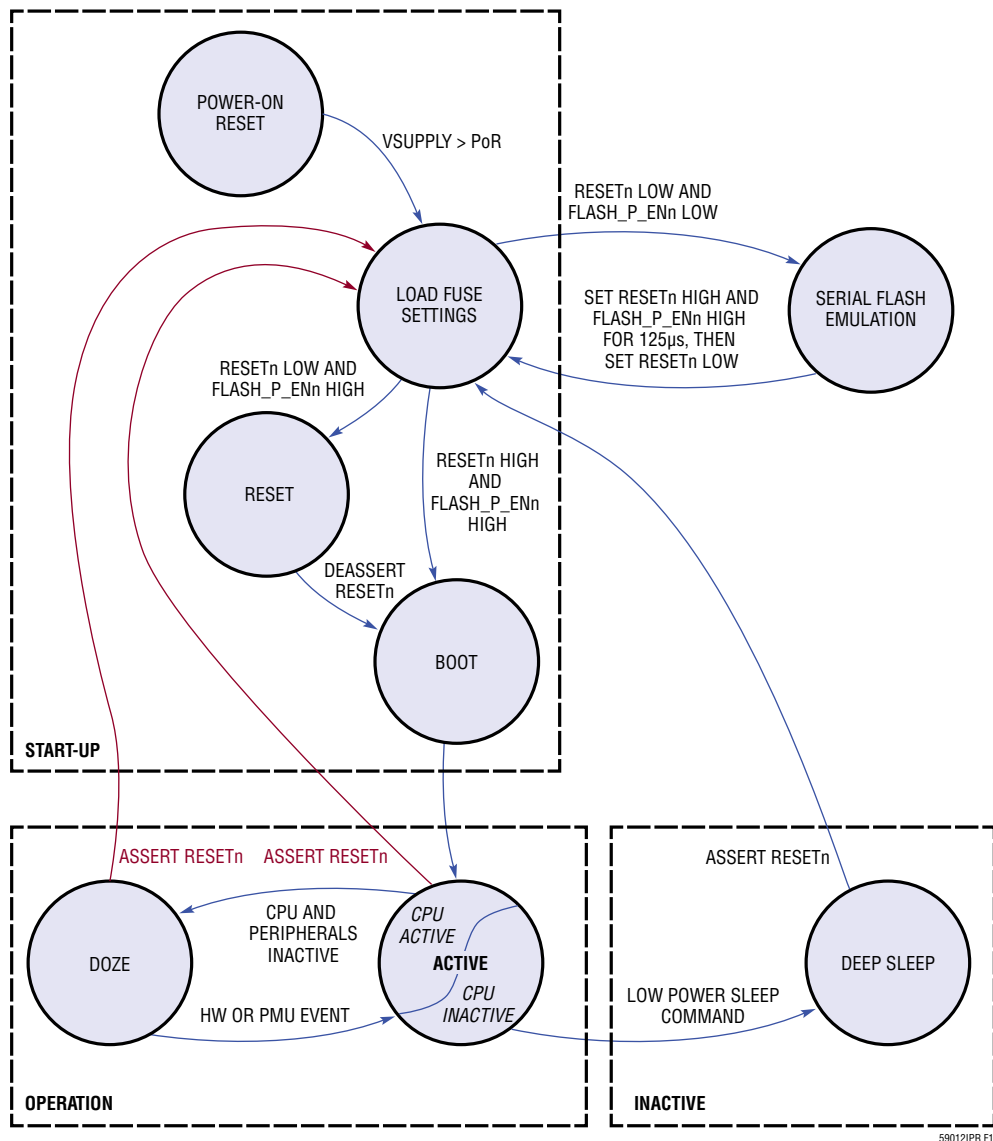 POWER-ON
RESET
VSUPPLY > PoR
RESETn LOW AND
FLASH_P_ENn LOW
LOAD FUSE
SETTINGS
SET RESETn HIGH AND
FLASH_P_ENn HIGH
FOR 125µs, THEN
SET RESETn LOW
SERIAL FLASH
EMULATION
RESETn LOW AND
FLASH_P_ENn HIGH
RESETn HIGH
AND
FLASH_P_ENn
HIGH
RESET
DEASSERT
RESETn
BOOT
START-UP
ASSERT RESETn
ASSERT RESETn
ASSERT RESETn
CPU AND
PERIPHERALS
INACTIVE
CPU
ACTIVE
ACTIVE
CPU
INACTIVE
DOZE
HW OR PMU EVENT
LOW POWER SLEEP
COMMAND
DEEP SLEEP
OPERATION
INACTIVE
59012IPR F1